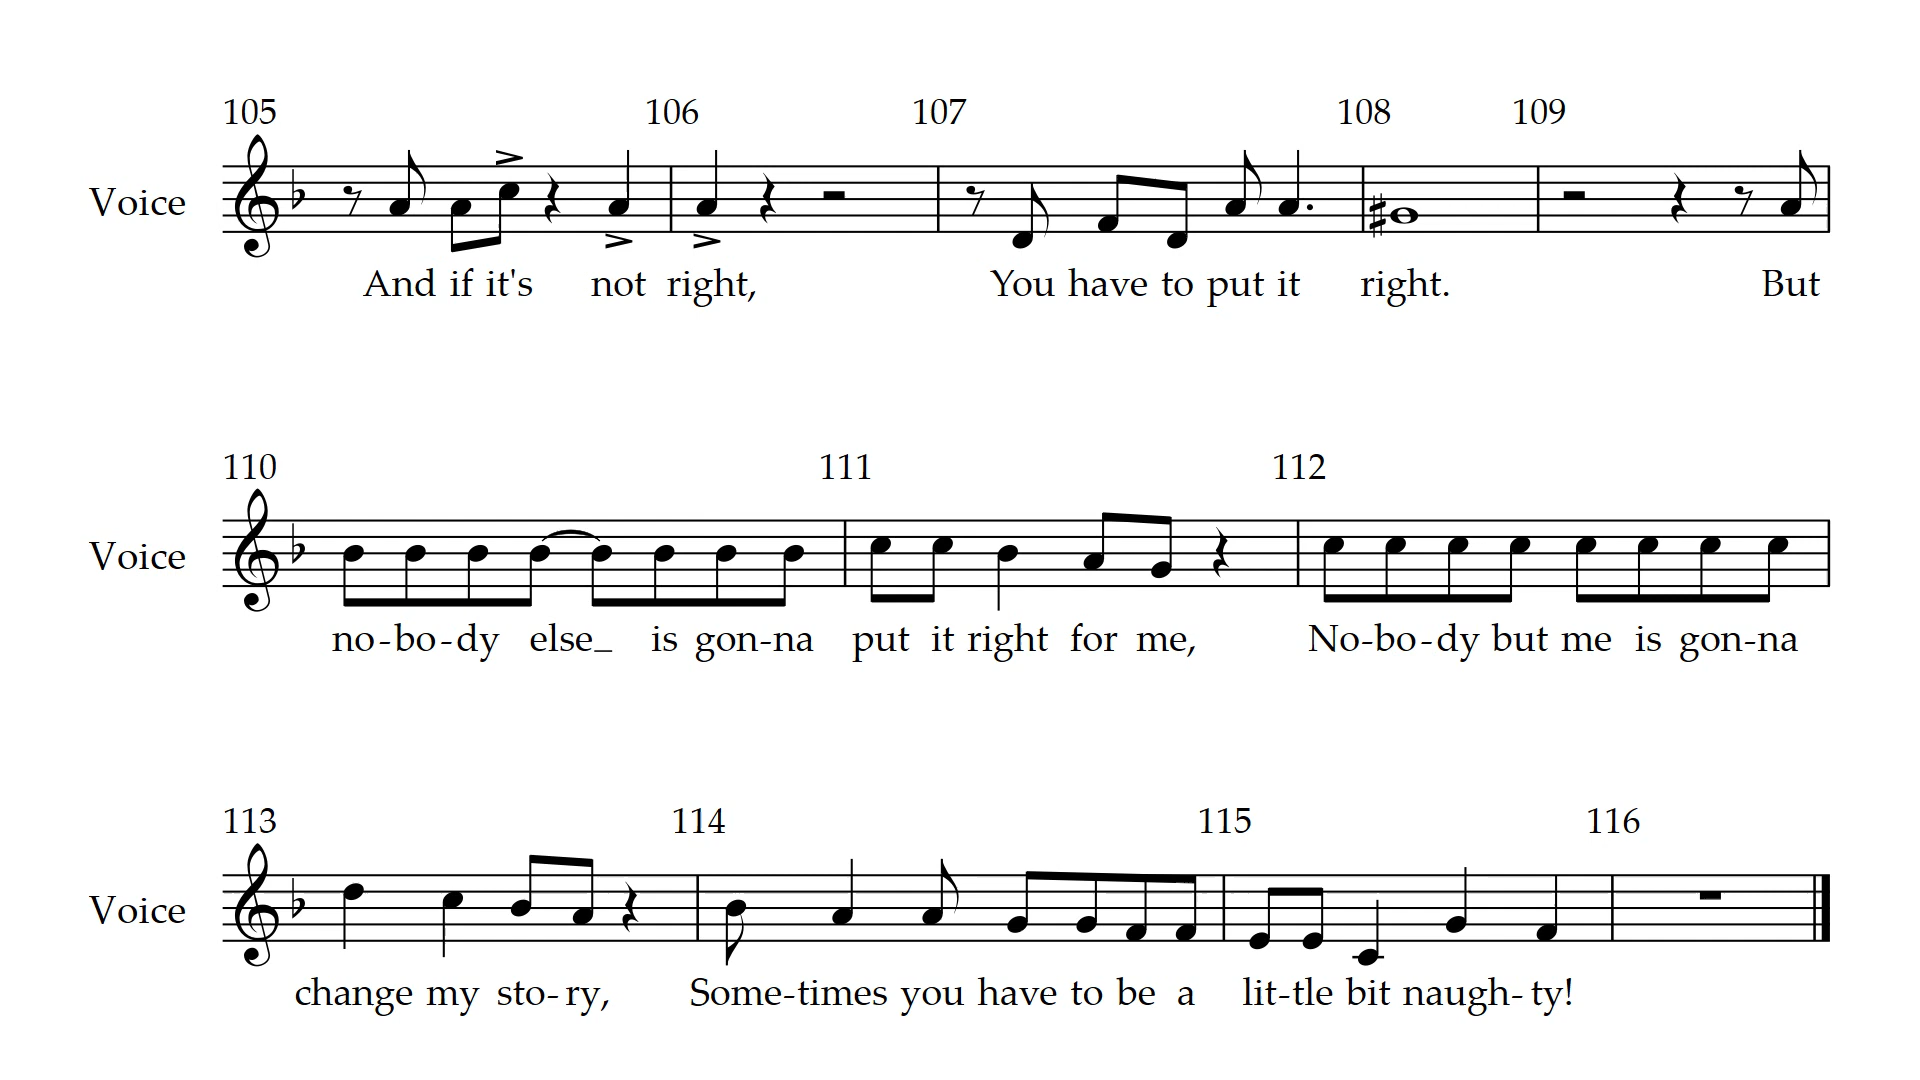 105 106 107 108 109
Voice
And if it's not right, You have to put it right. But
110 111 112
Voice
no-bo-dy else_ is gon-na put it right for me, No-bo-dy but me is gon-na
113 114 115 116
Voice
change my sto-ry, Some-times you have to be a lit-tle bit naugh-ty!